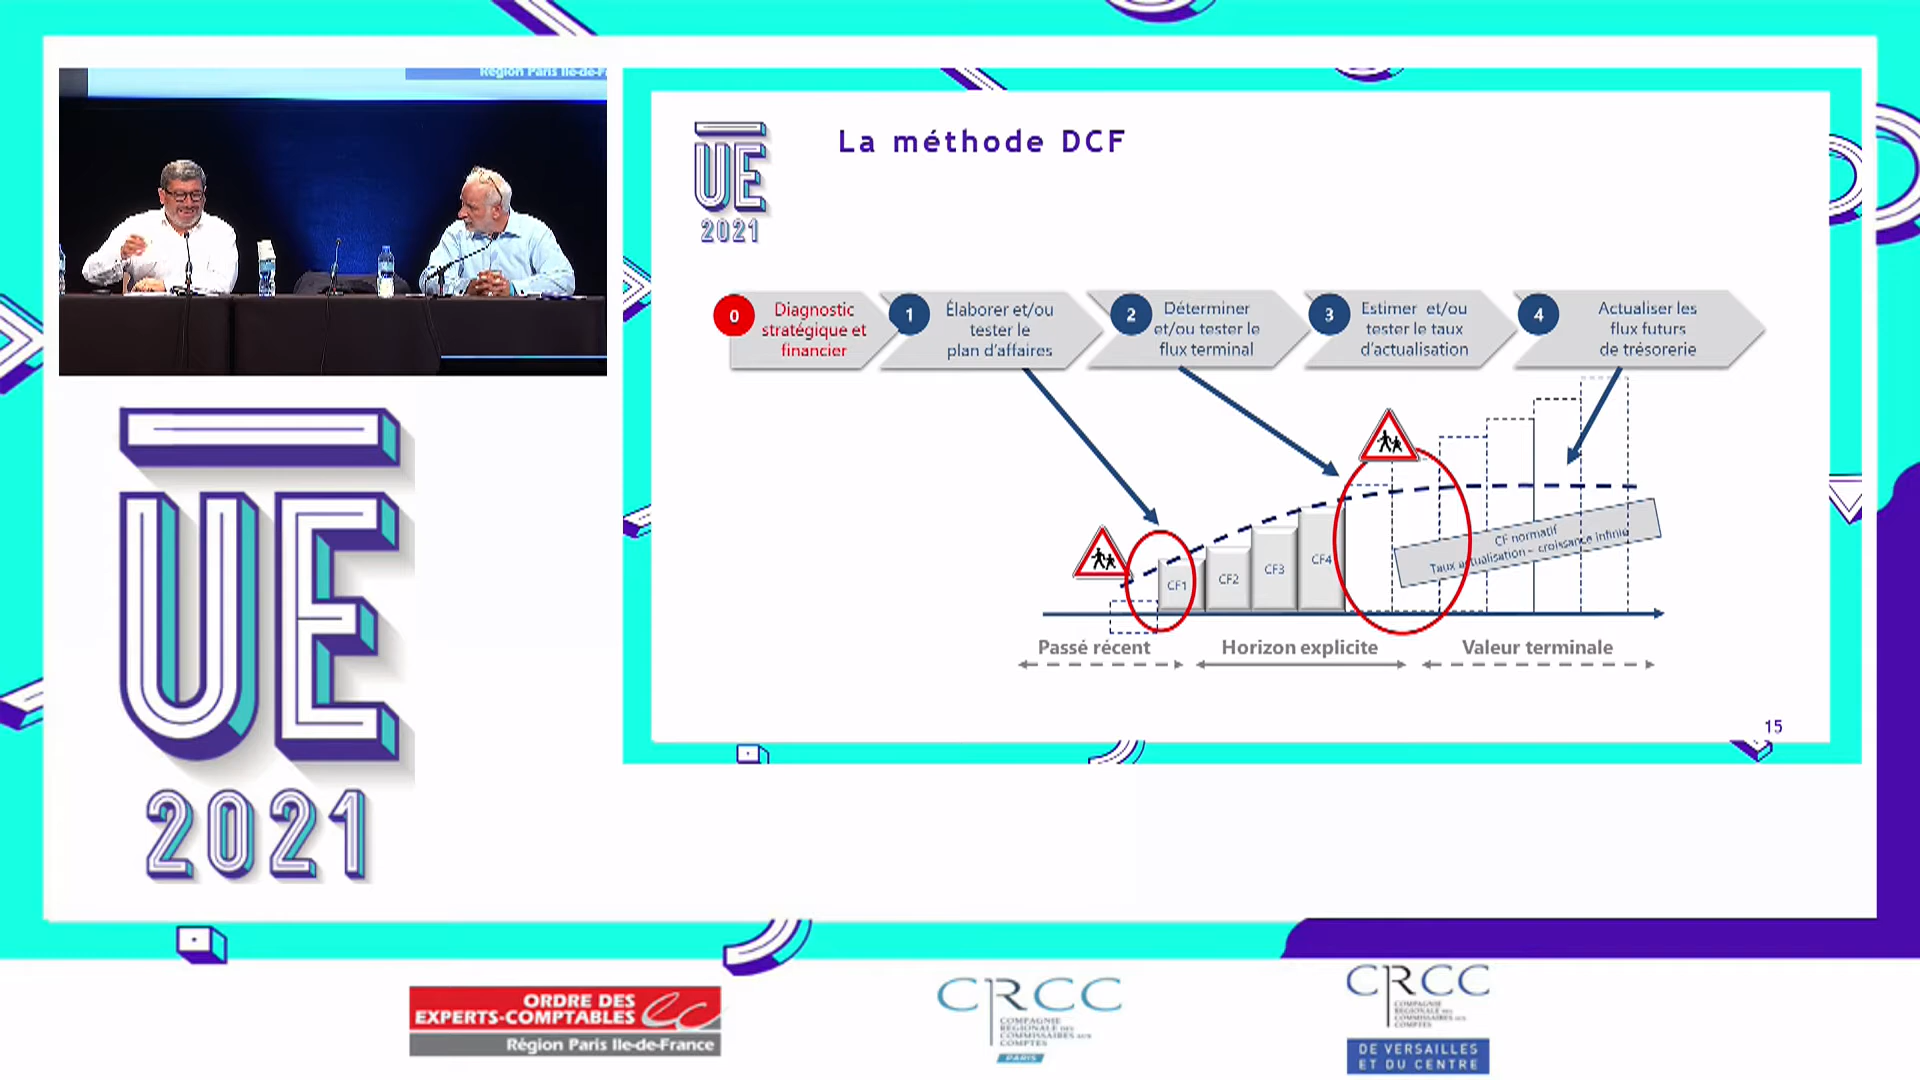 Région Paris Ile-de-F
UE
2021
La méthode DCF
0
Diagnostic
stratégique et
financier
1
Élaborer et/ou
tester le
plan d'affaires
2
Déterminer
et/ou tester le
flux terminal
3
Estimer et/ou
tester le taux
d'actualisation
4
Actualiser les
flux futurs
de trésorerie
CF1
CF2
CF3
CF4
CF normatif
Taux actualisation – croissance infinie
Passé récent
Horizon explicite
Valeur terminale
15
UE
2021
ORDRE DES
EXPERTS-COMPTABLES
Région Paris Ile-de-France
CRCC
COMPAGNIE
RÉGIONALE DES
COMMISSAIRES AUX
COMPTES
PARIS
CRCC
COMPAGNIE
RÉGIONALE DES
COMMISSAIRES AUX
COMPTES
DE VERSAILLES
ET DU CENTRE